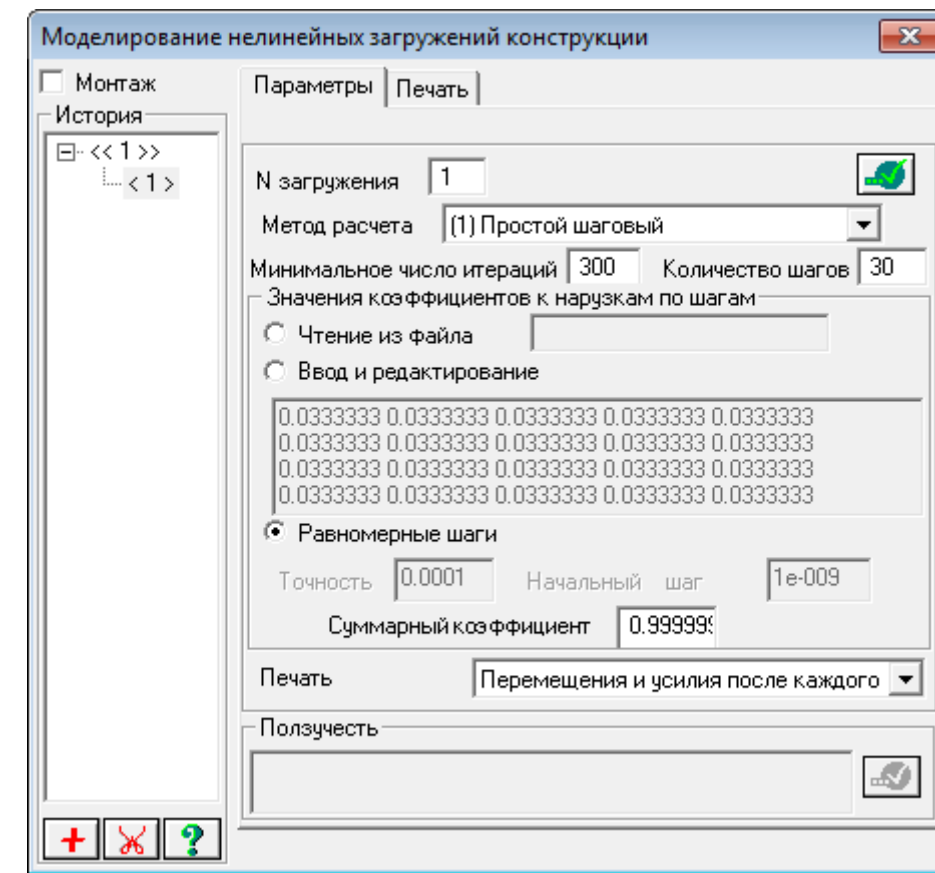 Моделирование нелинейных загружений конструкции
Монтаж
Параметры Печать
История
<< 1 >>
< 1 >
N загружения 1
Метод расчета (1) Простой шаговый
Минимальное число итераций 300 Количество шагов 30
Значения коэффициентов к нарузкам по шагам
Чтение из файла
Ввод и редактирование
0.0333333 0.0333333 0.0333333 0.0333333 0.0333333
0.0333333 0.0333333 0.0333333 0.0333333 0.0333333
0.0333333 0.0333333 0.0333333 0.0333333 0.0333333
0.0333333 0.0333333 0.0333333 0.0333333 0.0333333
Равномерные шаги
Точность 0.0001 Начальный шаг 1e-009
Суммарный коэффициент 0.999999
Печать Перемещения и усилия после каждого
Ползучесть